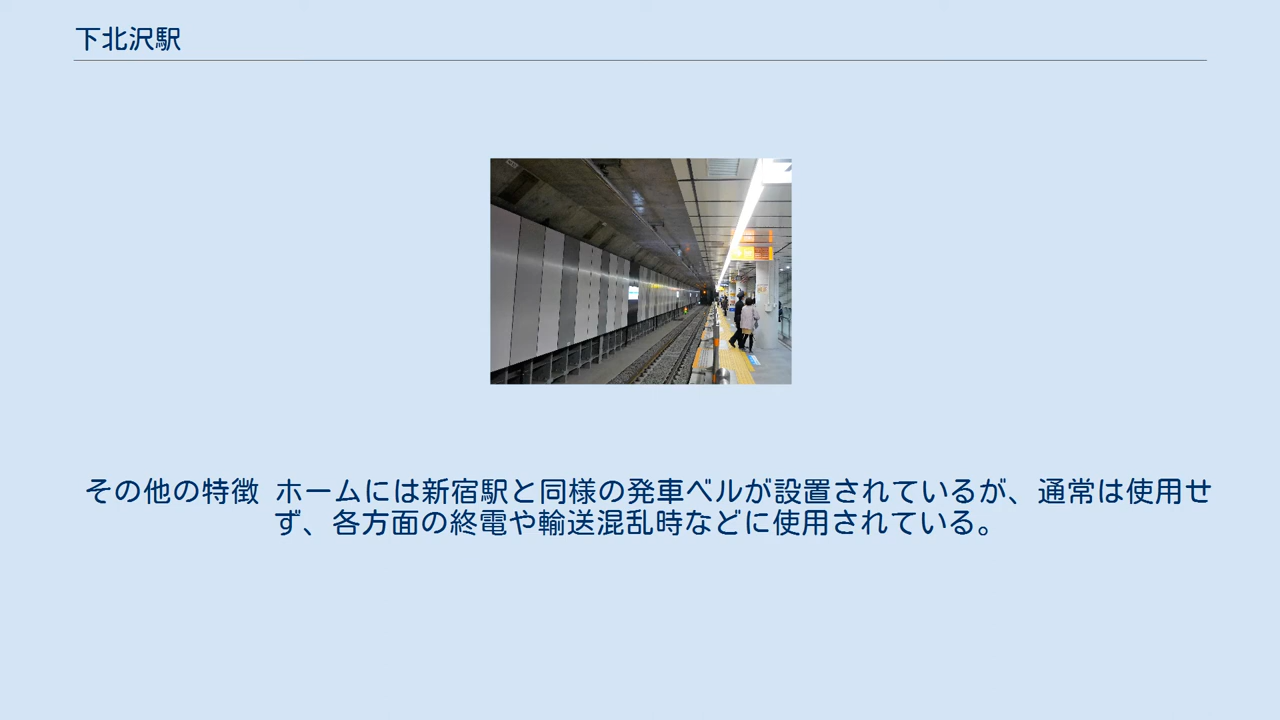 下北沢駅
その他の特徴 ホームには新宿駅と同様の発車ベルが設置されているが、通常は使用せ
ず、各方面の終電や輸送混乱時などに使用されている。